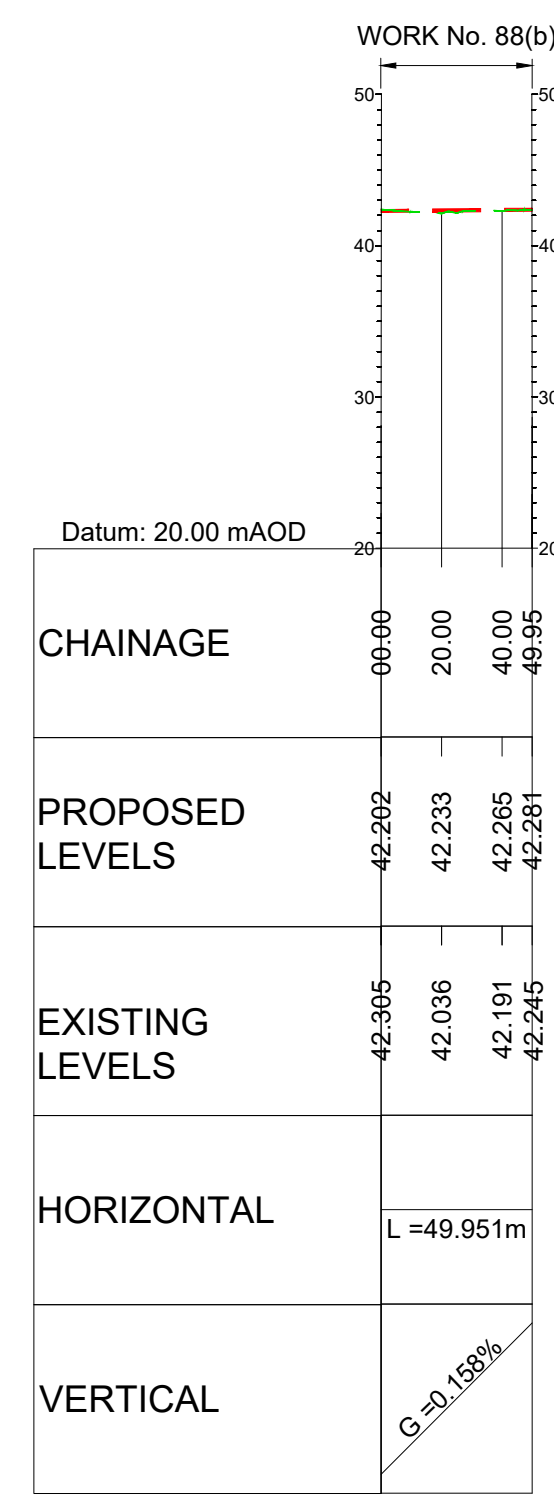 WORK No. 88(b)
50 50
40 40
30 30
Datum: 20.00 mAOD
20 20
CHAINAGE 00.00 20.00 40.00 49.95
PROPOSED
LEVELS
42.202 42.233 42.265 42.281
EXISTING
LEVELS
42.305 42.036 42.191 42.245
HORIZONTAL
L =49.951m
VERTICAL
G =0.158%